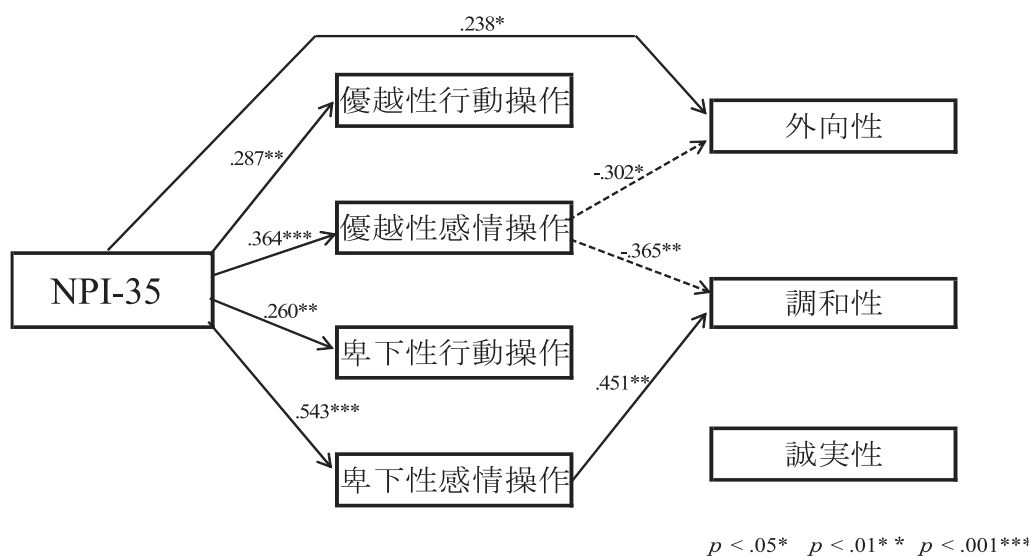 .238*
優越性行動操作
外向性
.287**
-.302*
優越性感情操作
.364***
-.365**
NPI-35
調和性
.260**
卑下性行動操作
.451**
.543***
誠実性
卑下性感情操作
p < .05* p < .01* * p < .001***